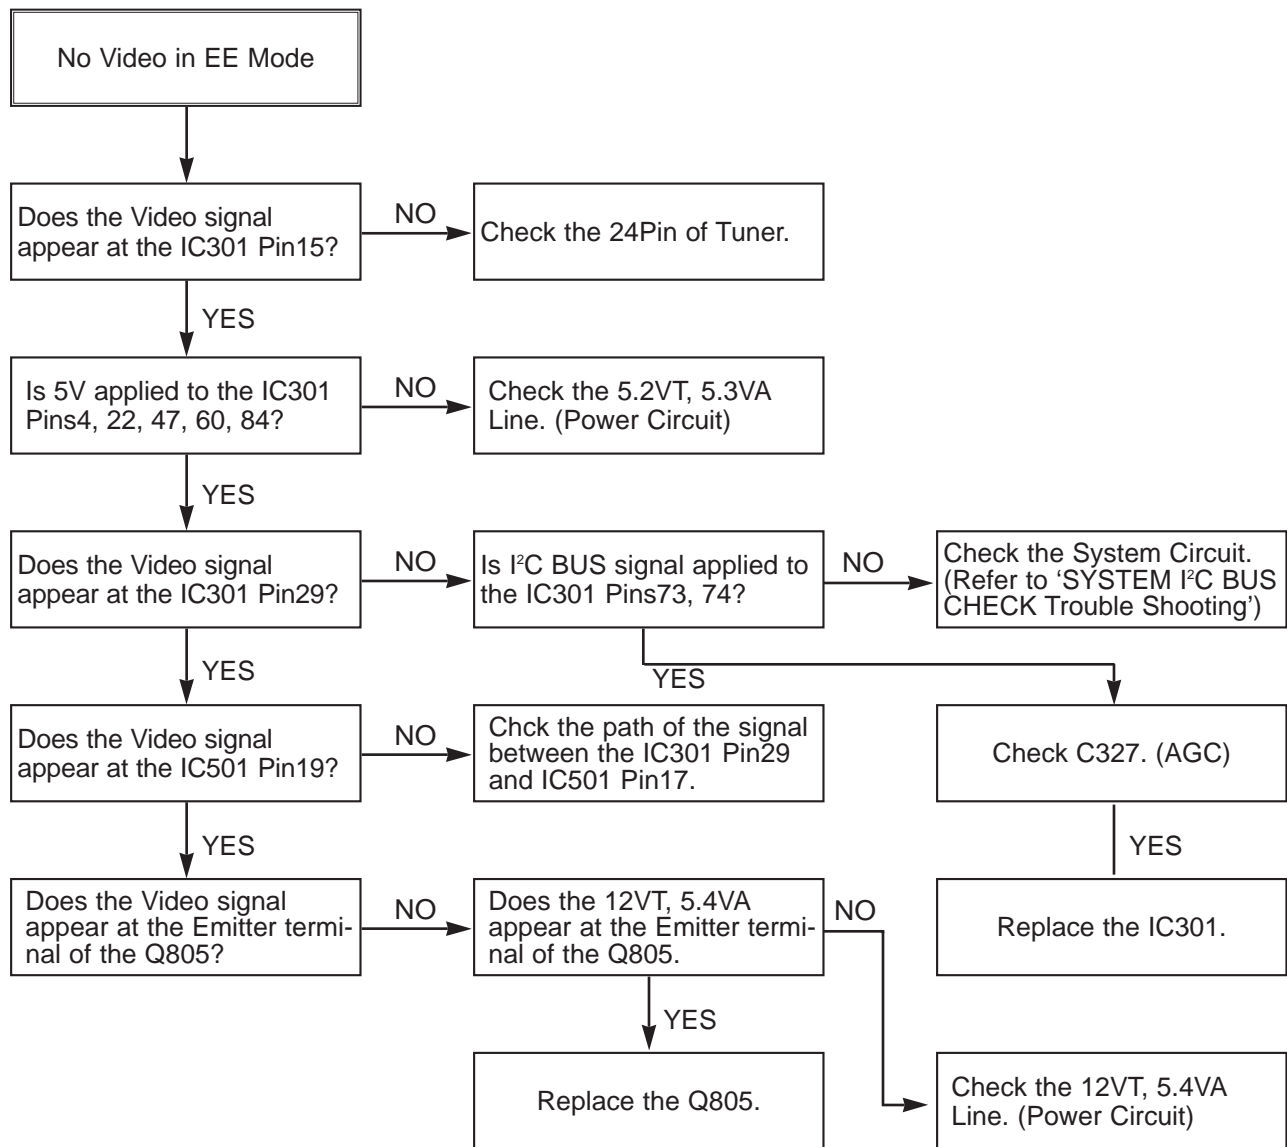 No Video in EE Mode
Does the Video signal
appear at the IC301 Pin15?
NO
Check the 24Pin of Tuner.
YES
Is 5V applied to the IC301
Pins4, 22, 47, 60, 84?
NO
Check the 5.2VT, 5.3VA
Line. (Power Circuit)
YES
Does the Video signal
appear at the IC301 Pin29?
NO
Is I²C BUS signal applied to
the IC301 Pins73, 74?
NO
Check the System Circuit.
(Refer to ‘SYSTEM I²C BUS
CHECK Trouble Shooting’)
YES
YES
Does the Video signal
appear at the IC501 Pin19?
NO
Chck the path of the signal
between the IC301 Pin29
and IC501 Pin17.
Check C327. (AGC)
YES
YES
Does the Video signal
appear at the Emitter termi-
nal of the Q805?
NO
Does the 12VT, 5.4VA
appear at the Emitter termi-
nal of the Q805.
NO
Replace the IC301.
YES
Replace the Q805.
Check the 12VT, 5.4VA
Line. (Power Circuit)